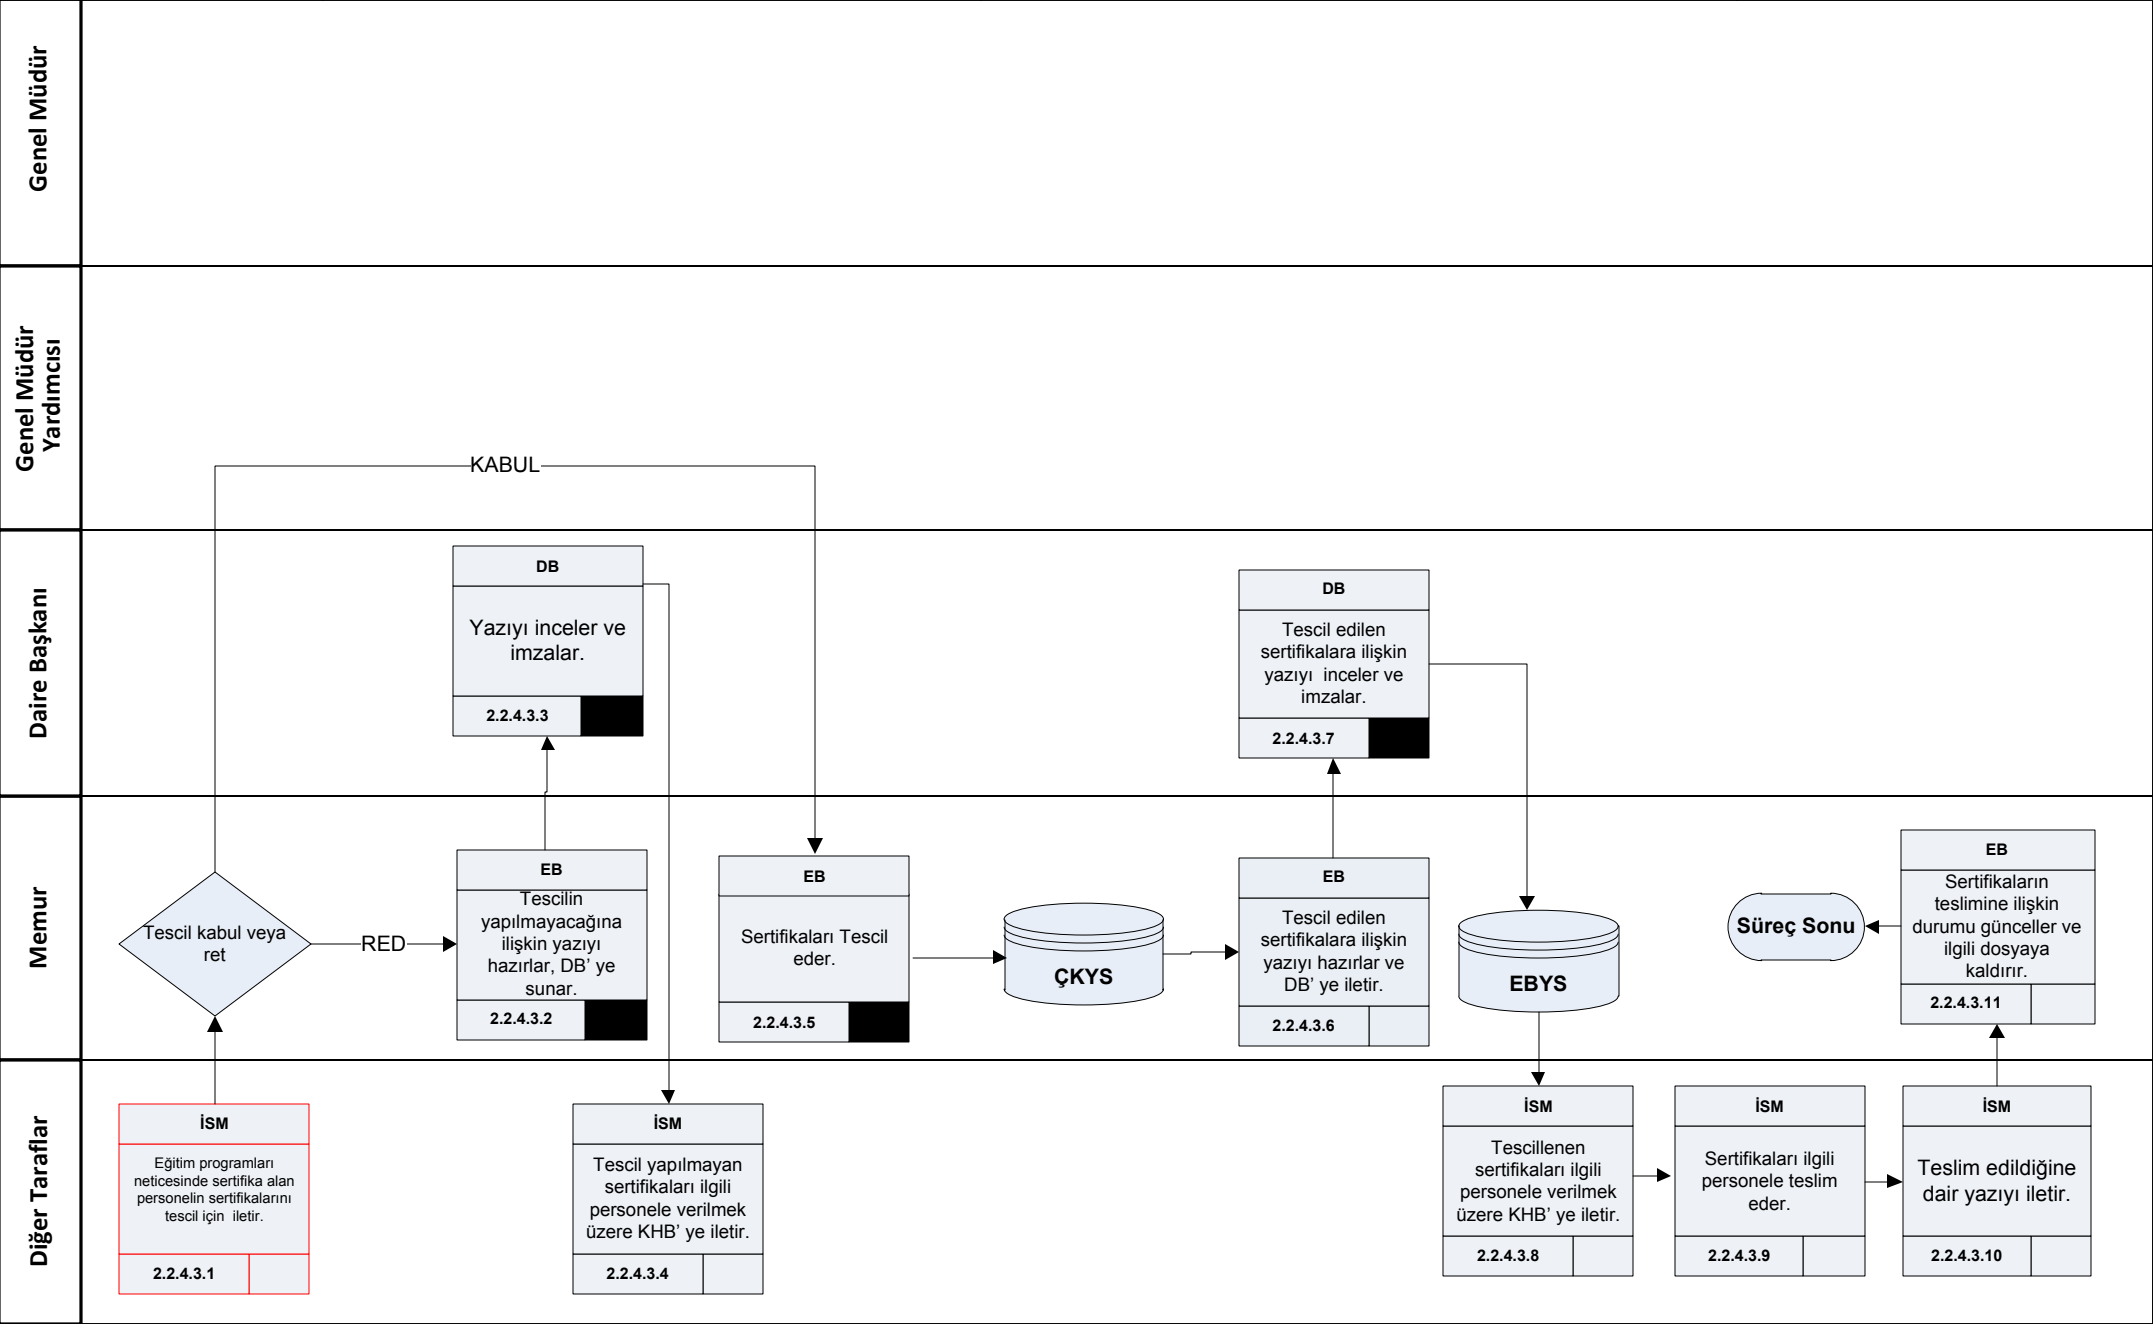 Genel Müdür
Genel Müdür
Yardımcısı
KABUL
Daire Başkanı
DB
Yazıyı inceler ve
imzalar.
2.2.4.3.3
DB
Tescil edilen
sertifikalara ilişkin
yazıyı inceler ve
imzalar.
2.2.4.3.7
Memur
Tescil kabul veya
ret
RED
EB
Tescilin
yapılmayacağına
ilişkin yazıyı
hazırlar, DB' ye
sunar.
2.2.4.3.2
EB
Sertifikaları Tescil
eder.
2.2.4.3.5
ÇKYS
EB
Tescil edilen
sertifikalara ilişkin
yazıyı hazırlar ve
DB' ye iletir.
2.2.4.3.6
EBYS
Süreç Sonu
EB
Sertifikaların
teslimine ilişkin
durumu günceller ve
ilgili dosyaya
kaldırır.
2.2.4.3.11
Diğer Taraflar
İSM
Eğitim programları
neticesinde sertifika alan
personelin sertifikalarını
tescil için iletir.
2.2.4.3.1
İSM
Tescil yapılmayan
sertifikaları ilgili
personele verilmek
üzere KHB' ye iletir.
2.2.4.3.4
İSM
Tescillenen
sertifikaları ilgili
personele verilmek
üzere KHB' ye iletir.
2.2.4.3.8
İSM
Sertifikaları ilgili
personele teslim
eder.
2.2.4.3.9
İSM
Teslim edildiğine
dair yazıyı iletir.
2.2.4.3.10